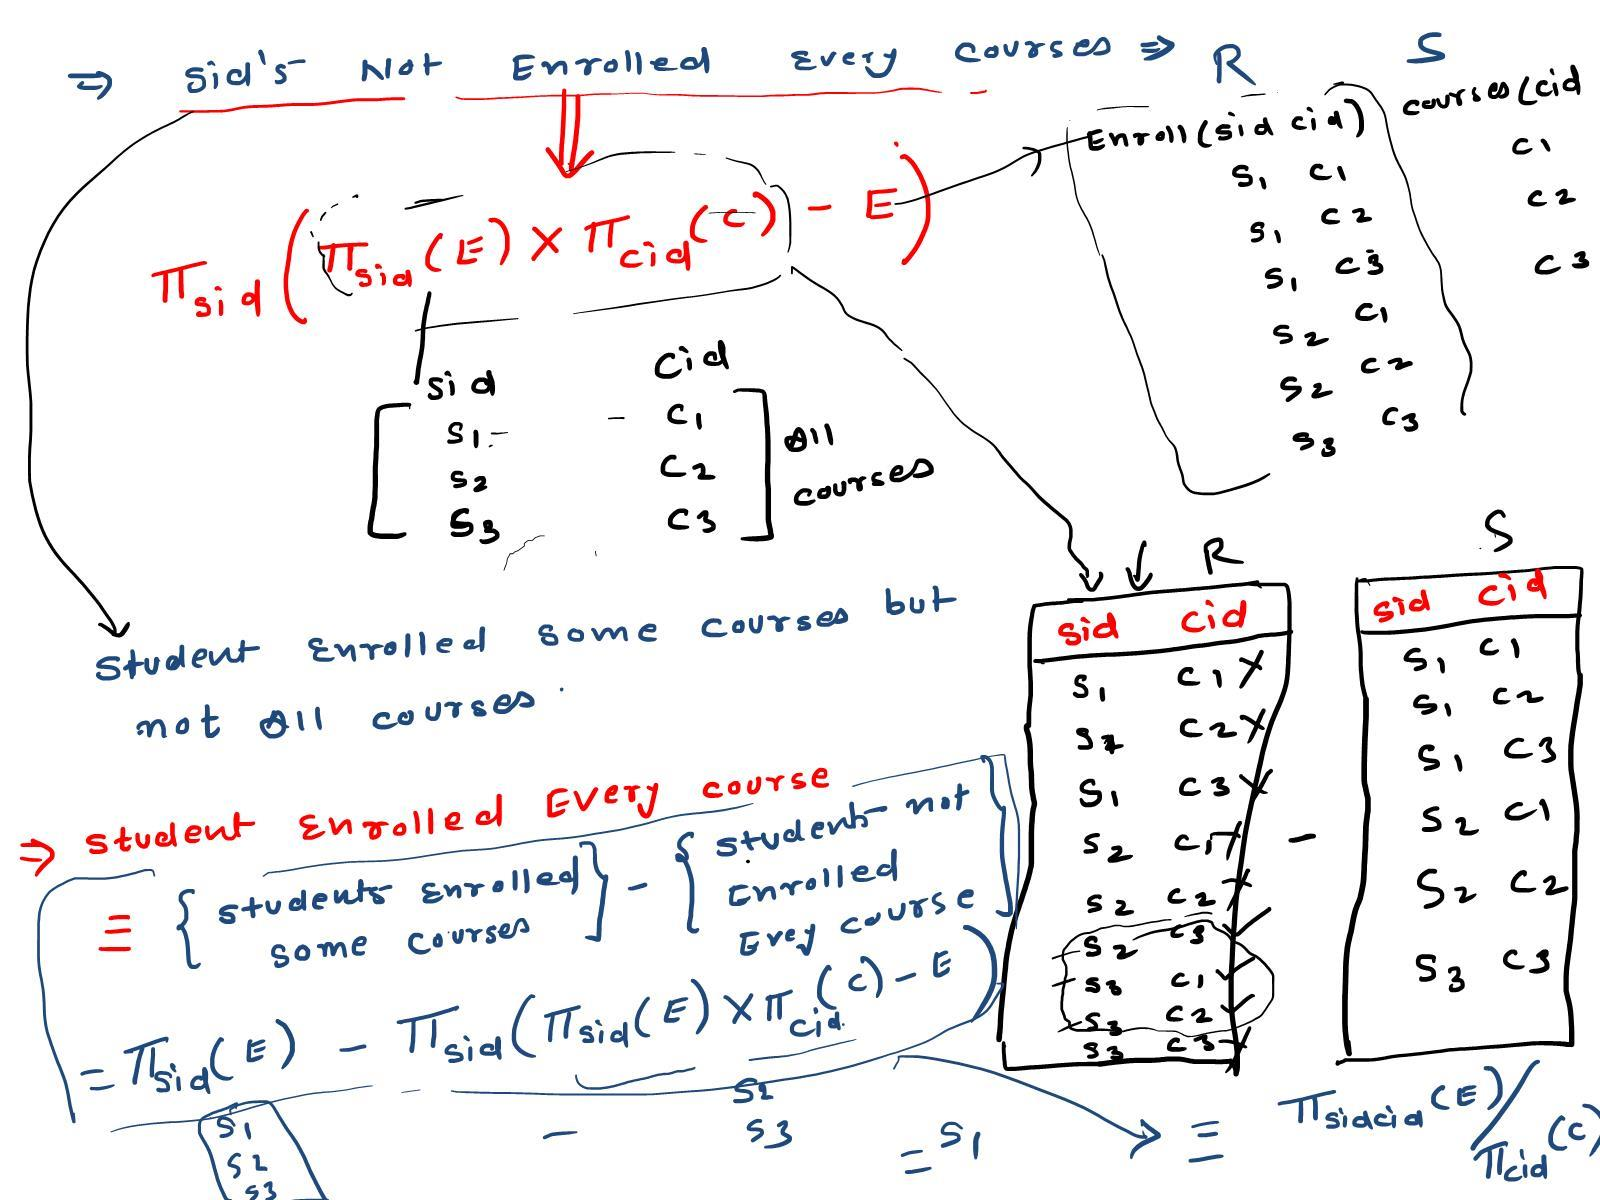 ⇒ Sid's Not Enrolled Every courses ⇒
R S
Enroll(sid cid) courses(cid
S1 C1 C1
S1 C2 C2
S1 C3 C3
S2 C1
S2 C2
S3 C3
πsid(πsid(E) × πcid(C) - E)
sid Cid
S1 - C1
S2 C2
S3 C3
All
courses
Student Enrolled some courses but
not All courses.
R S
sid cid sid cid
S1 C1 × S1 C1
C2 × S1 C2
S1 C3 S1 C3
S2 C1 - S2 C1
S2 C2 S2 C2
S2 C3 ✓ S3 C3
S3 C1 ✓
S3 C2 ✓
S3 C3
⇒ Student Enrolled Every course
≡ {students Enrolled some courses} - {students not Enrolled Evey course}
= πsid(E) - πsid(πsid(E) × πcid(C) - E)
S1 S2
S2 - S3 = S1
S3
≡ πsidcid(E)/πcid(C)